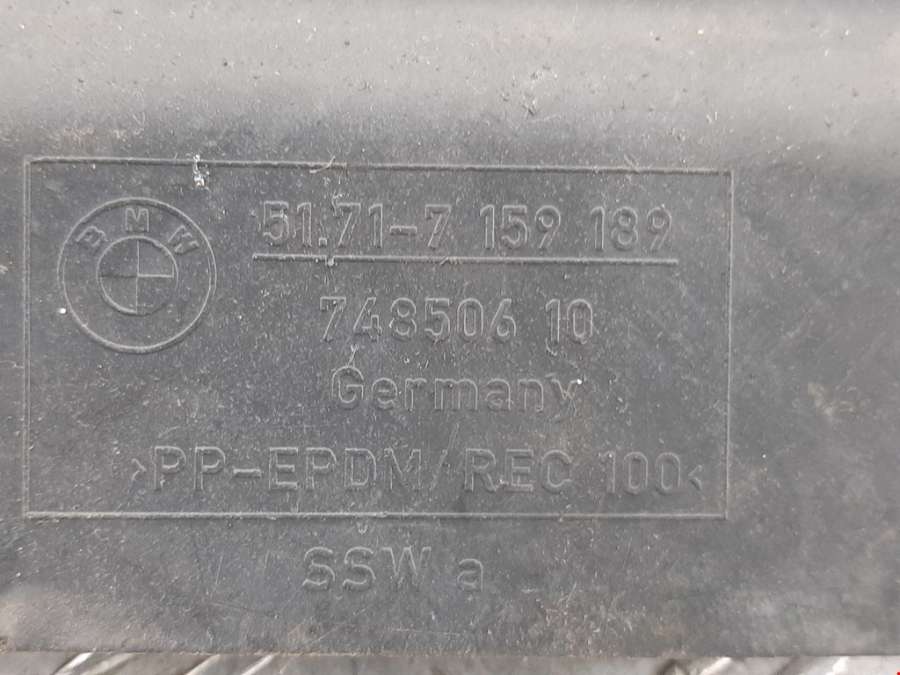 BMW
51.71-7 159 189
748506 10
Germany
>PP-EPDM/REC 100<
SSW a